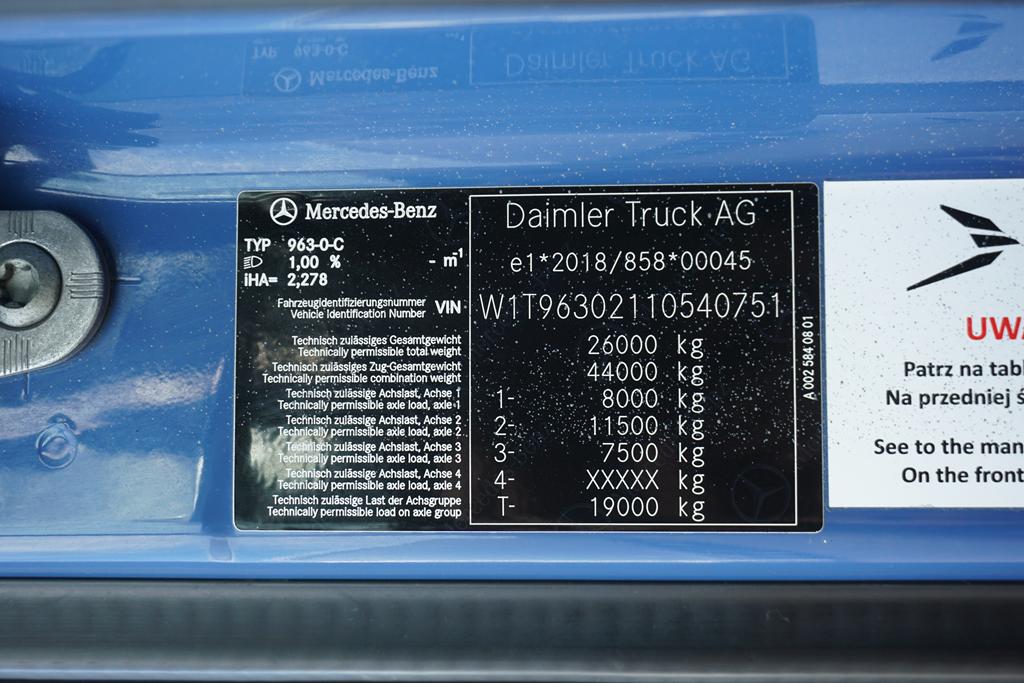 Mercedes-Benz
TYP 963-0-C
1,00 % - m⁻¹
iHA= 2,278
Fahrzeugidentifizierungsnummer
Vehicle Identification Number VIN
Technisch zulässiges Gesamtgewicht
Technically permissible total weight
Technisch zulässiges Zug-Gesamtgewicht
Technically permissible combination weight
Technisch zulässige Achslast, Achse 1
Technically permissible axle load, axle 1
Technisch zulässige Achslast, Achse 2
Technically permissible axle load, axle 2
Technisch zulässige Achslast, Achse 3
Technically permissible axle load, axle 3
Technisch zulässige Achslast, Achse 4
Technically permissible axle load, axle 4
Technisch zulässige Last der Achsgruppe
Technically permissible load on axle group
Daimler Truck AG
e1*2018/858*00045
W1T96302110540751
26000 kg
44000 kg
1- 8000 kg
2- 11500 kg
3- 7500 kg
4- XXXXX kg
T- 19000 kg
A 002 584 08 01
UWA
Patrz na tabl
Na przedniej ś
See to the man
On the front